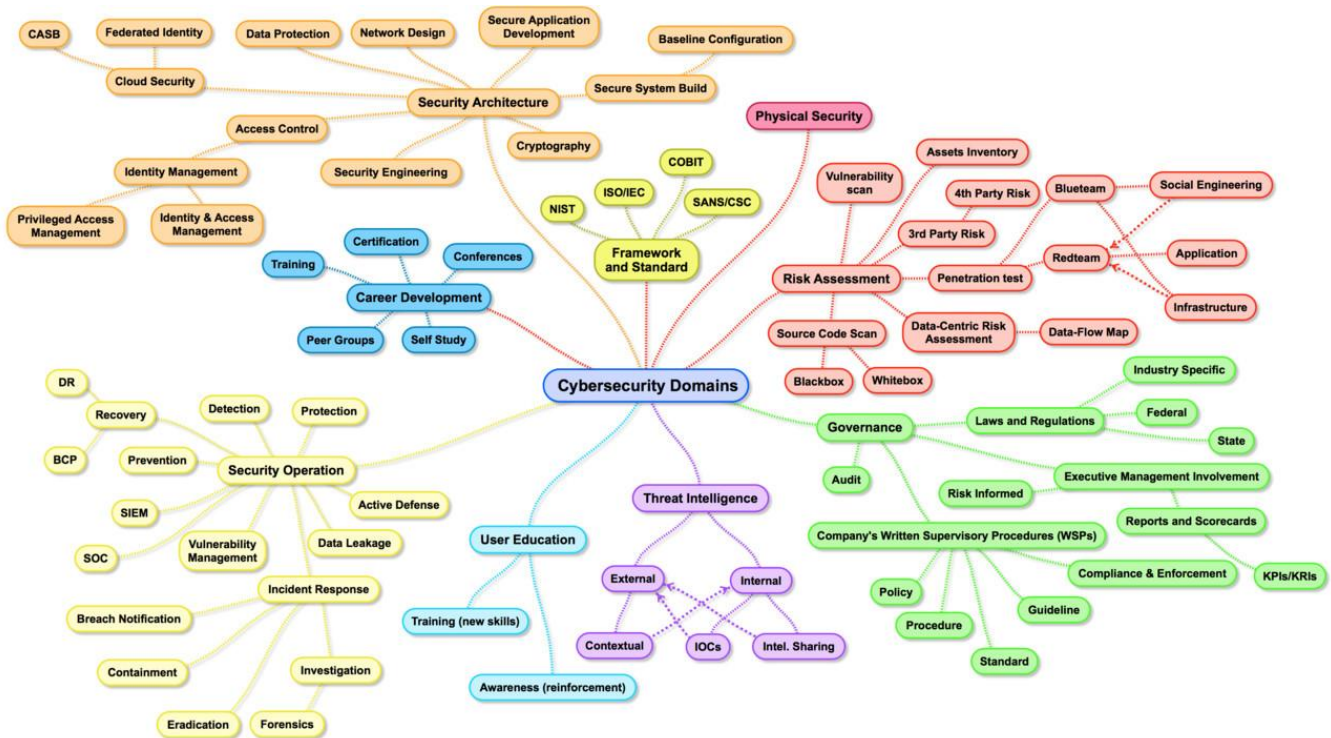 CASB
Federated Identity
Data Protection
Network Design
Secure Application
Development
Baseline Configuration
Cloud Security
Security Architecture
Secure System Build
Access Control
Cryptography
Identity Management
Security Engineering
Privileged Access
Management
Identity & Access
Management
Physical Security
COBIT
ISO/IEC
NIST
SANS/CSC
Framework
and Standard
Certification
Training
Conferences
Career Development
Peer Groups
Self Study
Assets Inventory
Vulnerability
scan
4th Party Risk
Blueteam
Social Engineering
3rd Party Risk
Redteam
Application
Risk Assessment
Penetration test
Infrastructure
Source Code Scan
Data-Centric Risk
Assessment
Data-Flow Map
Blackbox
Whitebox
Cybersecurity Domains
Industry Specific
Governance
Laws and Regulations
Federal
State
Audit
Executive Management Involvement
Risk Informed
Reports and Scorecards
Company's Written Supervisory Procedures (WSPs)
Compliance & Enforcement
KPIs/KRIs
Policy
Guideline
Procedure
Standard
DR
Recovery
Detection
Protection
BCP
Prevention
Security Operation
SIEM
Active Defense
SOC
Vulnerability
Management
Data Leakage
Incident Response
Breach Notification
Containment
Investigation
Eradication
Forensics
User Education
Training (new skills)
Awareness (reinforcement)
Threat Intelligence
External
Internal
Contextual
IOCs
Intel. Sharing